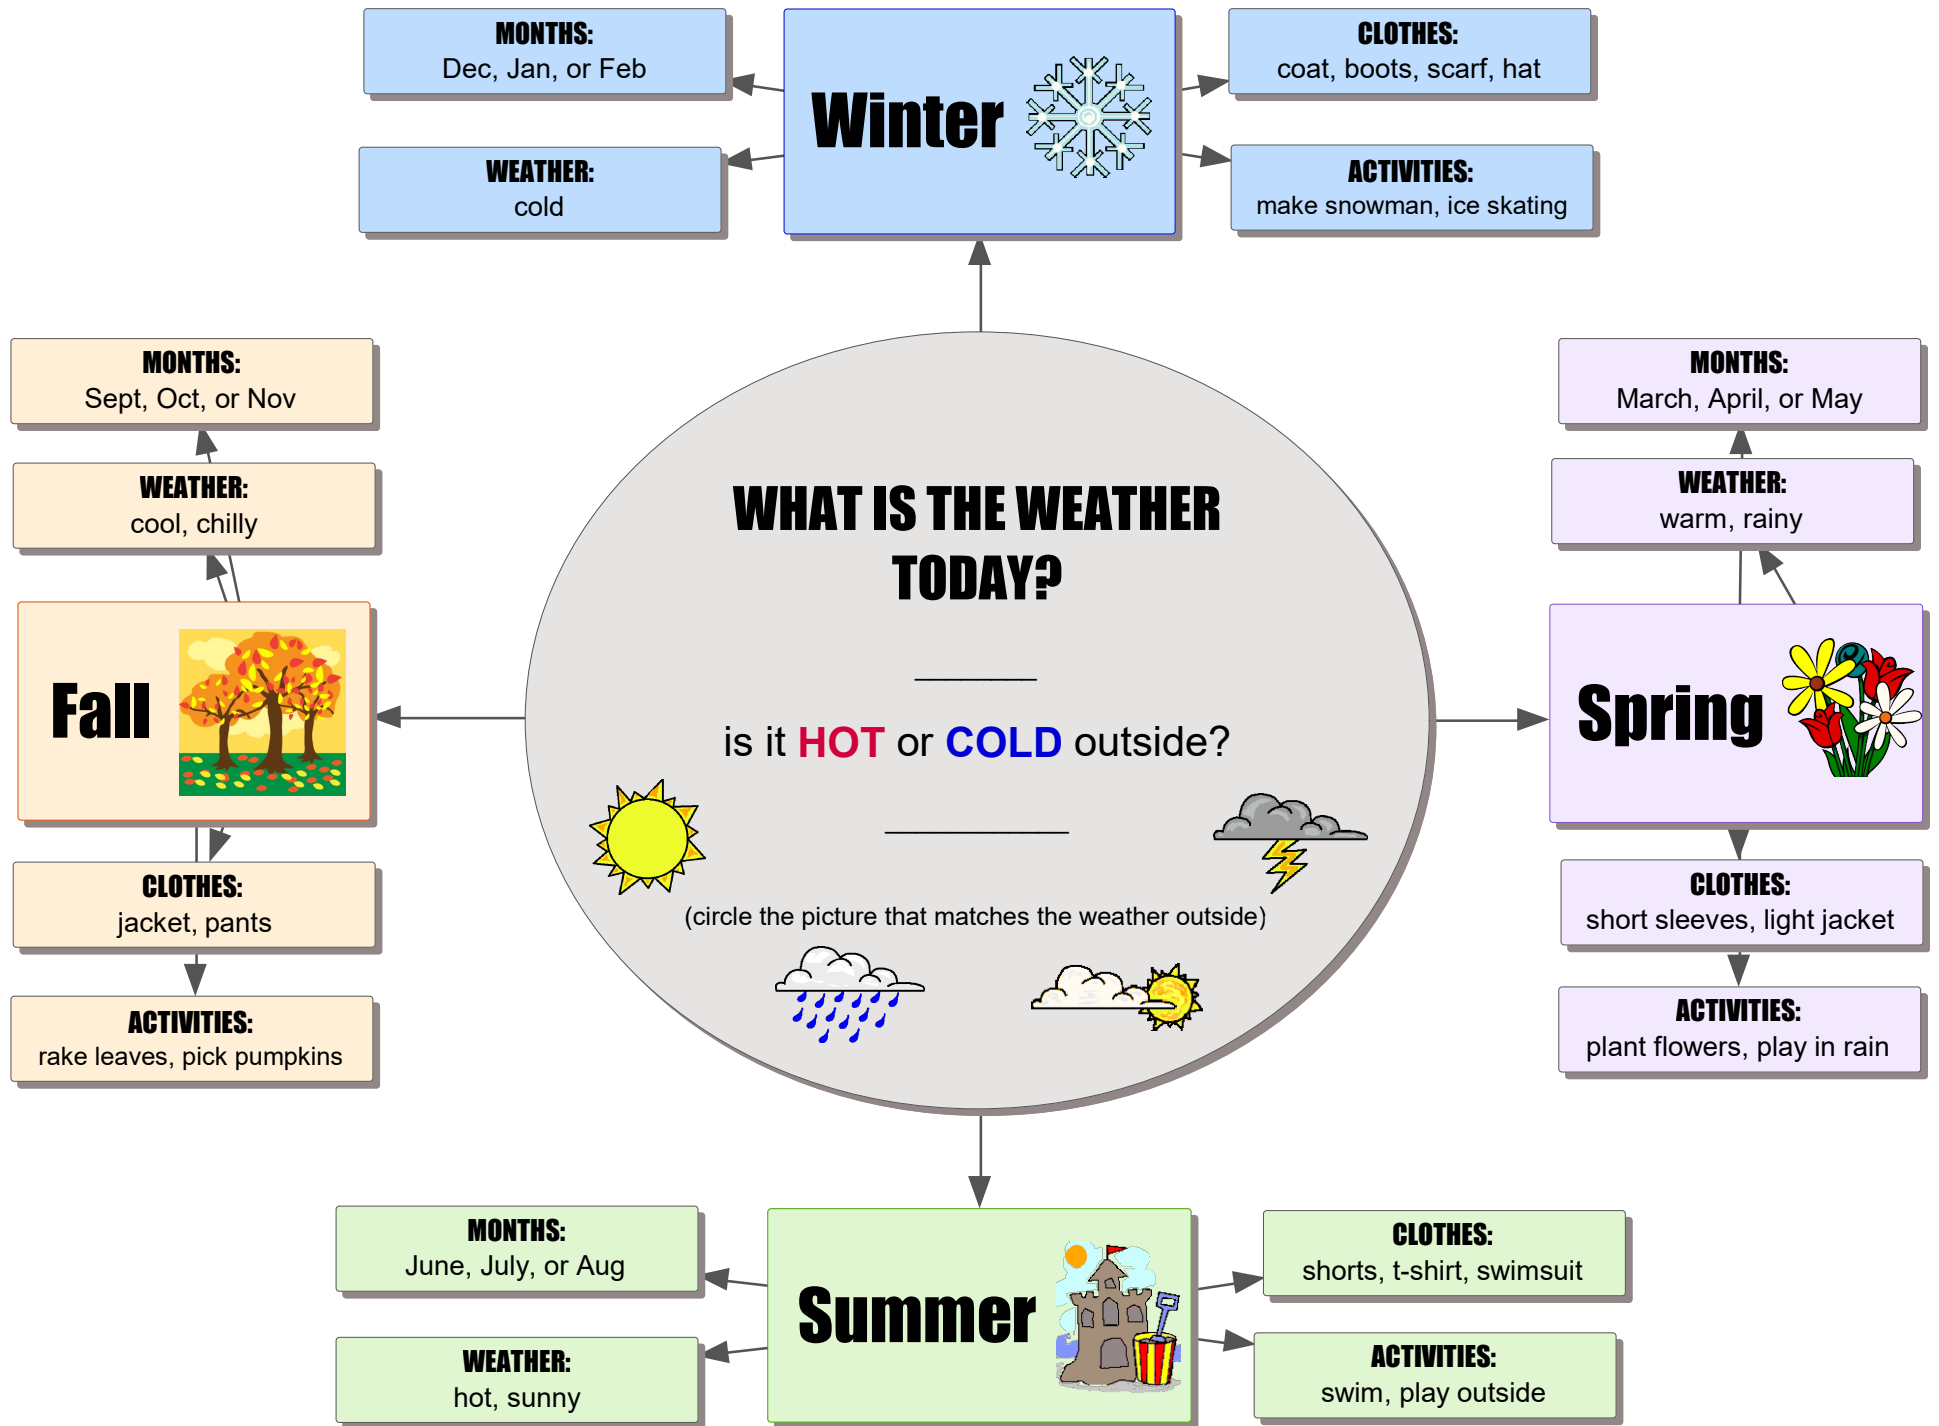 MONTHS:
Dec, Jan, or Feb
WEATHER:
cold
Winter
CLOTHES:
coat, boots, scarf, hat
ACTIVITIES:
make snowman, ice skating
MONTHS:
Sept, Oct, or Nov
WEATHER:
cool, chilly
Fall
CLOTHES:
jacket, pants
ACTIVITIES:
rake leaves, pick pumpkins
WHAT IS THE WEATHER
TODAY?
is it HOT or COLD outside?
(circle the picture that matches the weather outside)
MONTHS:
March, April, or May
WEATHER:
warm, rainy
Spring
CLOTHES:
short sleeves, light jacket
ACTIVITIES:
plant flowers, play in rain
MONTHS:
June, July, or Aug
WEATHER:
hot, sunny
Summer
CLOTHES:
shorts, t-shirt, swimsuit
ACTIVITIES:
swim, play outside